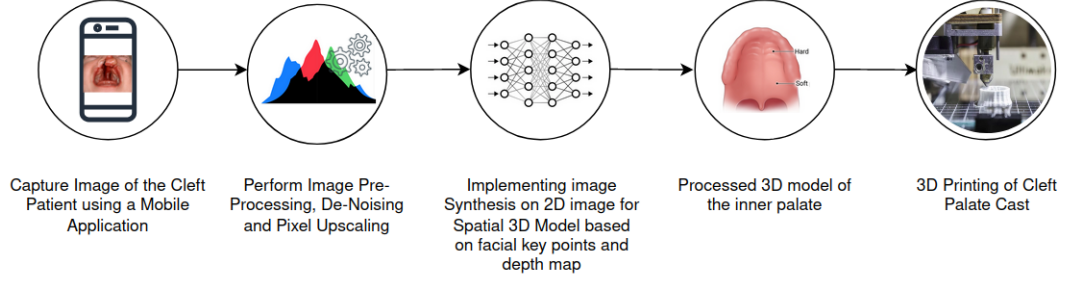 Hard
Soft
Capture Image of the Cleft
Patient using a Mobile
Application
Perform Image Pre-
Processing, De-Noising
and Pixel Upscaling
Implementing image
Synthesis on 2D image for
Spatial 3D Model based
on facial key points and
depth map
Processed 3D model of
the inner palate
3D Printing of Cleft
Palate Cast